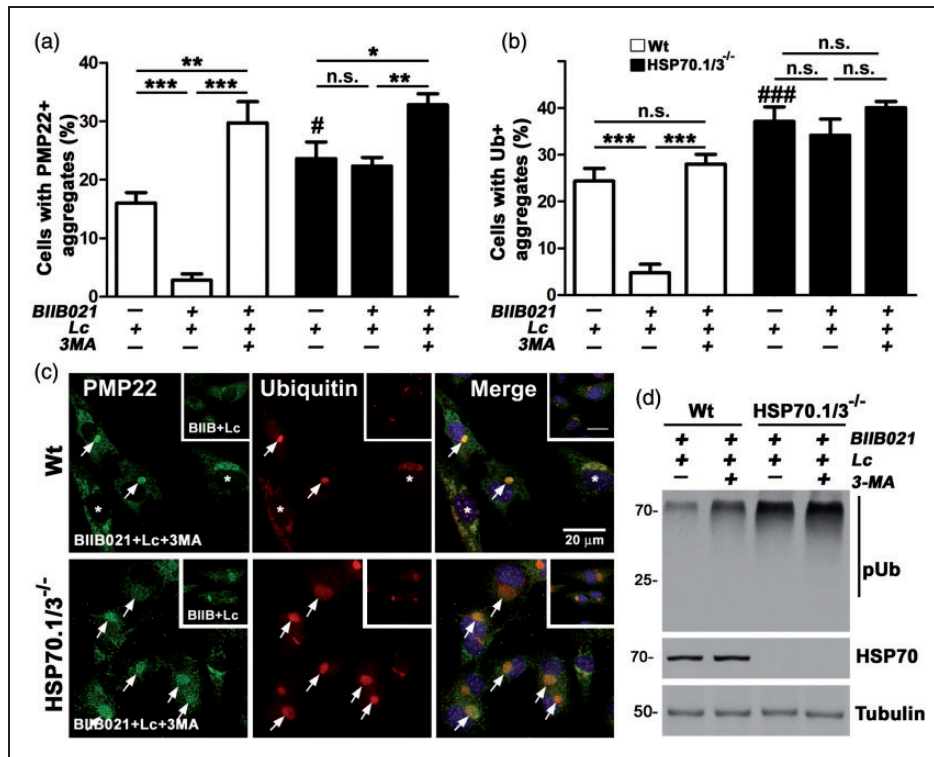 (a)
Cells with PMP22+
aggregates (%)
40
30
20
10
0
**
***
***
*
n.s.
**
#
BIIB021 – + + – + +
Lc + + + + + +
3MA – – + – – +
(b)
Wt
HSP70.1/3-/-
Cells with Ub+
aggregates (%)
50
40
30
20
10
0
n.s.
***
***
n.s.
n.s.
n.s.
###
BIIB021 – + + – + +
Lc + + + + + +
3MA – – + – – +
(c)
PMP22
Ubiquitin
Merge
Wt
BIIB+Lc
*
*
*
*
*
*
BIIB021+Lc+3MA
20 μm
HSP70.1/3-/-
BIIB+Lc
BIIB021+Lc+3MA
(d)
Wt HSP70.1/3-/-
+ + + + BIIB021
+ + + + Lc
– + – + 3-MA
70-
25-
pUb
70-
HSP70
50-
Tubulin